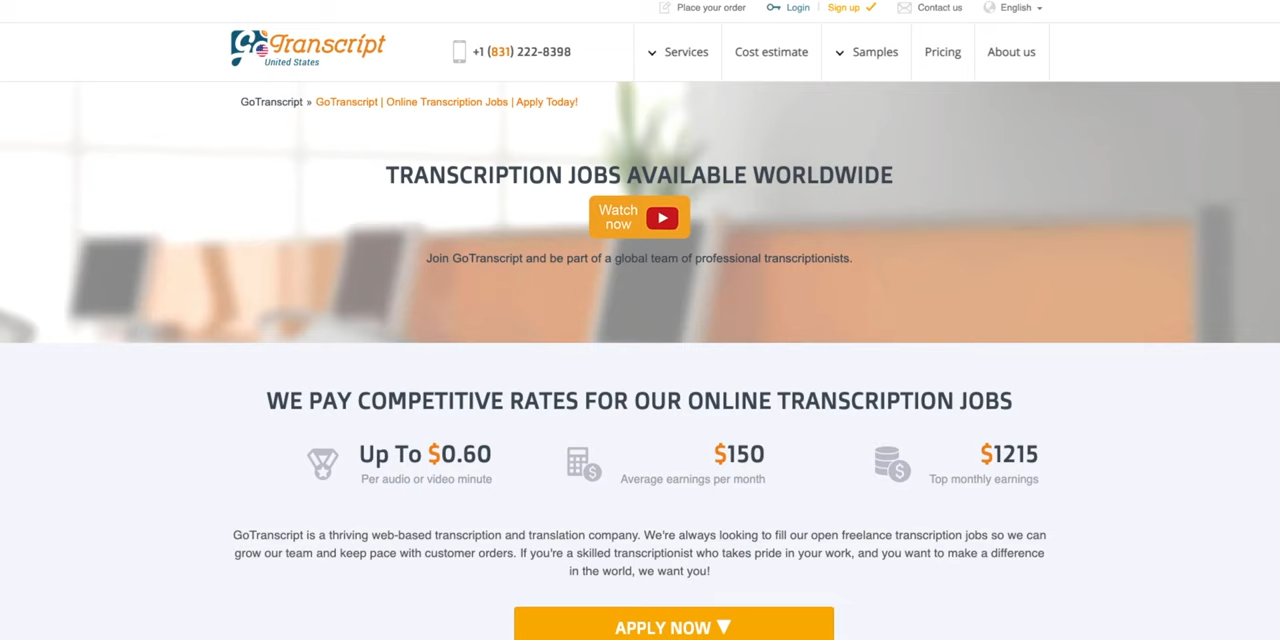 Place your order
Login
Sign up
Contact us
English
GoTranscript
United States
+1 (831) 222-8398
Services
Cost estimate
Samples
Pricing
About us
GoTranscript » GoTranscript | Online Transcription Jobs | Apply Today!
TRANSCRIPTION JOBS AVAILABLE WORLDWIDE
Watch
now
Join GoTranscript and be part of a global team of professional transcriptionists.
WE PAY COMPETITIVE RATES FOR OUR ONLINE TRANSCRIPTION JOBS
Up To $0.60
Per audio or video minute
$150
Average earnings per month
$1215
Top monthly earnings
GoTranscript is a thriving web-based transcription and translation company. We're always looking to fill our open freelance transcription jobs so we can
grow our team and keep pace with customer orders. If you're a skilled transcriptionist who takes pride in your work, and you want to make a difference
in the world, we want you!
APPLY NOW